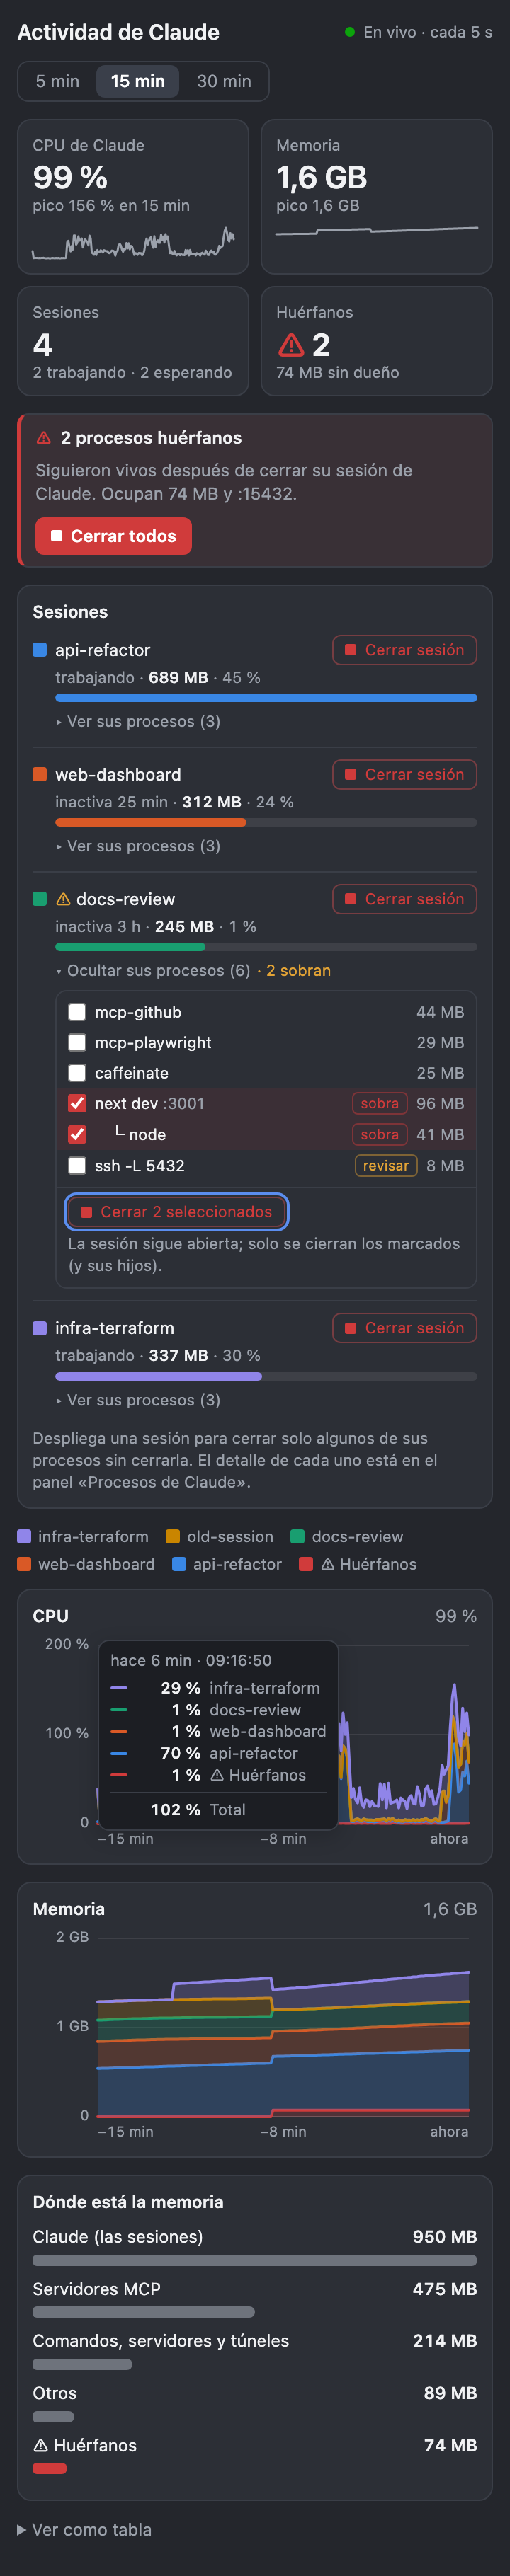 Actividad de Claude
En vivo · cada 5 s
5 min 15 min 30 min
CPU de Claude
99 %
pico 156 % en 15 min
Memoria
1,6 GB
pico 1,6 GB
Sesiones
4
2 trabajando · 2 esperando
Huérfanos
2
74 MB sin dueño
2 procesos huérfanos
Siguieron vivos después de cerrar su sesión de
Claude. Ocupan 74 MB y :15432.
Cerrar todos
Sesiones
api-refactor Cerrar sesión
trabajando · 689 MB · 45 %
▸ Ver sus procesos (3)
web-dashboard Cerrar sesión
inactiva 25 min · 312 MB · 24 %
▸ Ver sus procesos (3)
docs-review Cerrar sesión
inactiva 3 h · 245 MB · 1 %
▾ Ocultar sus procesos (6) · 2 sobran
mcp-github 44 MB
mcp-playwright 29 MB
caffeinate 25 MB
next dev :3001 sobra 96 MB
└ node sobra 41 MB
ssh -L 5432 revisar 8 MB
Cerrar 2 seleccionados
La sesión sigue abierta; solo se cierran los marcados
(y sus hijos).
infra-terraform Cerrar sesión
trabajando · 337 MB · 30 %
▸ Ver sus procesos (3)
Despliega una sesión para cerrar solo algunos de sus
procesos sin cerrarla. El detalle de cada uno está en el
panel «Procesos de Claude».
infra-terraform old-session docs-review
web-dashboard api-refactor ⚠ Huérfanos
CPU 99 %
200 %
100 %
0
hace 6 min · 09:16:50
29 % infra-terraform
1 % docs-review
1 % web-dashboard
70 % api-refactor
1 % ⚠ Huérfanos
102 % Total
−15 min −8 min ahora
Memoria 1,6 GB
2 GB
1 GB
0
−15 min −8 min ahora
Dónde está la memoria
Claude (las sesiones) 950 MB
Servidores MCP 475 MB
Comandos, servidores y túneles 214 MB
Otros 89 MB
⚠ Huérfanos 74 MB
▶ Ver como tabla